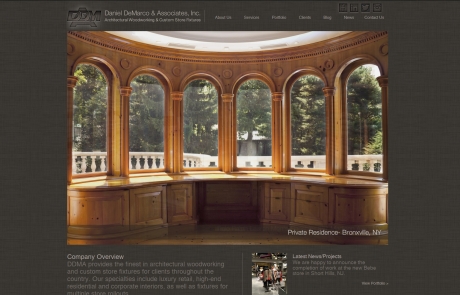 DDM
Daniel DeMarco & Associates, Inc.
Architectural Woodworking & Custom Store Fixtures
About Us Services Portfolio Clients Blog News Contact Us
Private Residence- Bronxville, NY
Company Overview
DDMA provides the finest in architectural woodworking
and custom store fixtures for clients throughout the
country. Our specialties include luxury retail, high-end
residential and corporate interiors, as well as fixtures for
multiple store rollouts.
Latest News/Projects
We are happy to announce the
completion of work at the new
store in Short Hills, NJ.
View Portfolio